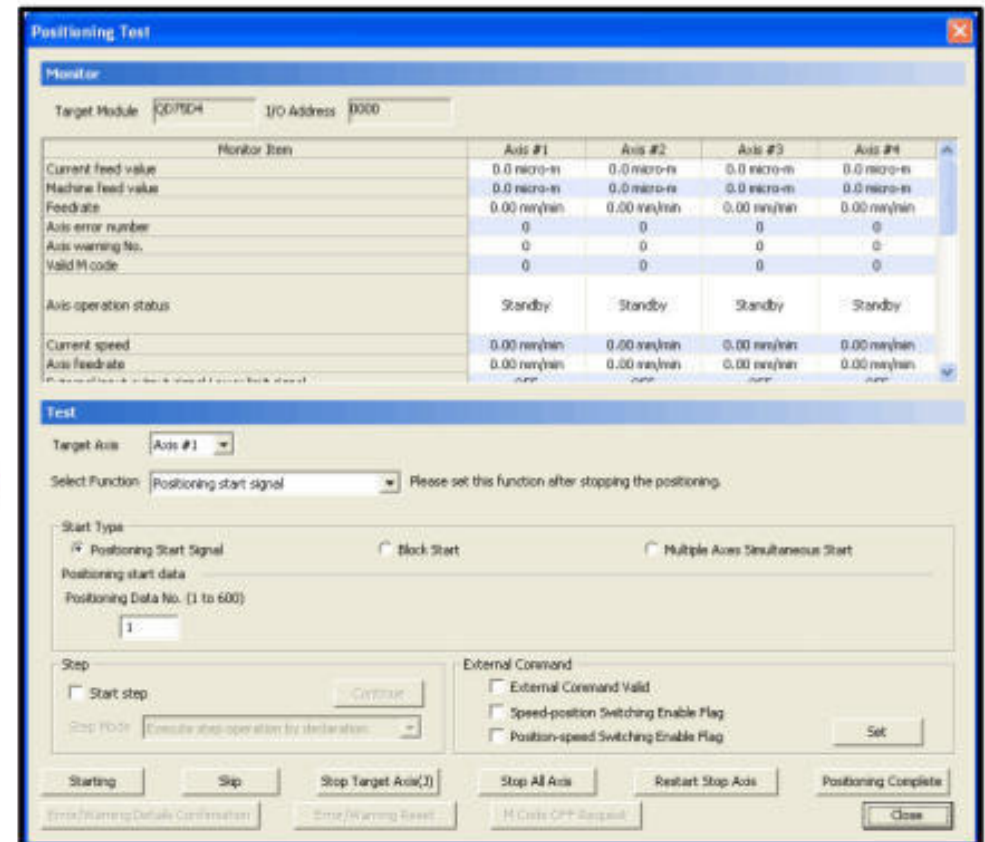 Positioning Test
Monitor
Target Module QD75D4 I/O Address 0000
Monitor Item Axis #1 Axis #2 Axis #3 Axis #4
Current feed value 0.0 micro-m 0.0 micro-m 0.0 micro-m 0.0 micro-m
Machine feed value 0.0 micro-m 0.0 micro-m 0.0 micro-m 0.0 micro-m
Feedrate 0.00 mm/min 0.00 mm/min 0.00 mm/min 0.00 mm/min
Axis error number 0 0 0 0
Axis warning No. 0 0 0 0
Valid M code 0 0 0 0
Axis operation status Standby Standby Standby Standby
Current speed 0.00 mm/min 0.00 mm/min 0.00 mm/min 0.00 mm/min
Axis feedrate 0.00 mm/min 0.00 mm/min 0.00 mm/min 0.00 mm/min
External input output signal Lower limit signal OFF OFF OFF OFF
Test
Target Axis Axis #1
Select Function Positioning start signal Please set this function after stopping the positioning.
Start Type
Positioning Start Signal Block Start Multiple Axes Simultaneous Start
Positioning start data
Positioning Data No. (1 to 600)
1
Step External Command
Start step Continue External Command Valid
Step Mode Execute step operation by declaration Speed-position Switching Enable Flag
Position-speed Switching Enable Flag Set
Starting Skip Stop Target Axis(J) Stop All Axis Restart Stop Axis Positioning Complete
Error/Warning Details Confirmation Error/Warning Reset M Code OFF Request Close